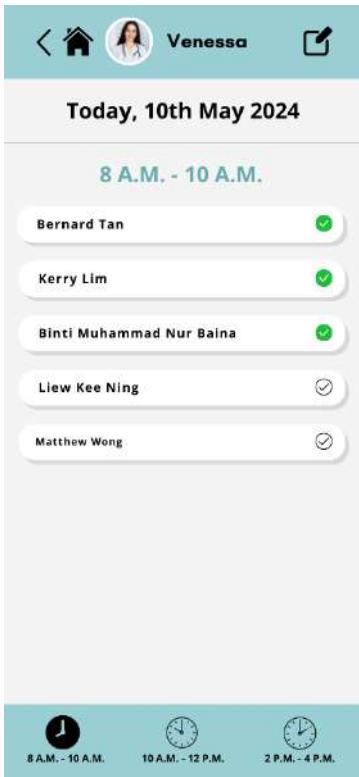 Venessa
Today, 10th May 2024
8 A.M. - 10 A.M.
Bernard Tan
Kerry Lim
Binti Muhammad Nur Baina
Liew Kee Ning
Matthew Wong
8 A.M. - 10 A.M. 10 A.M. - 12 P.M. 2 P.M. - 4 P.M.